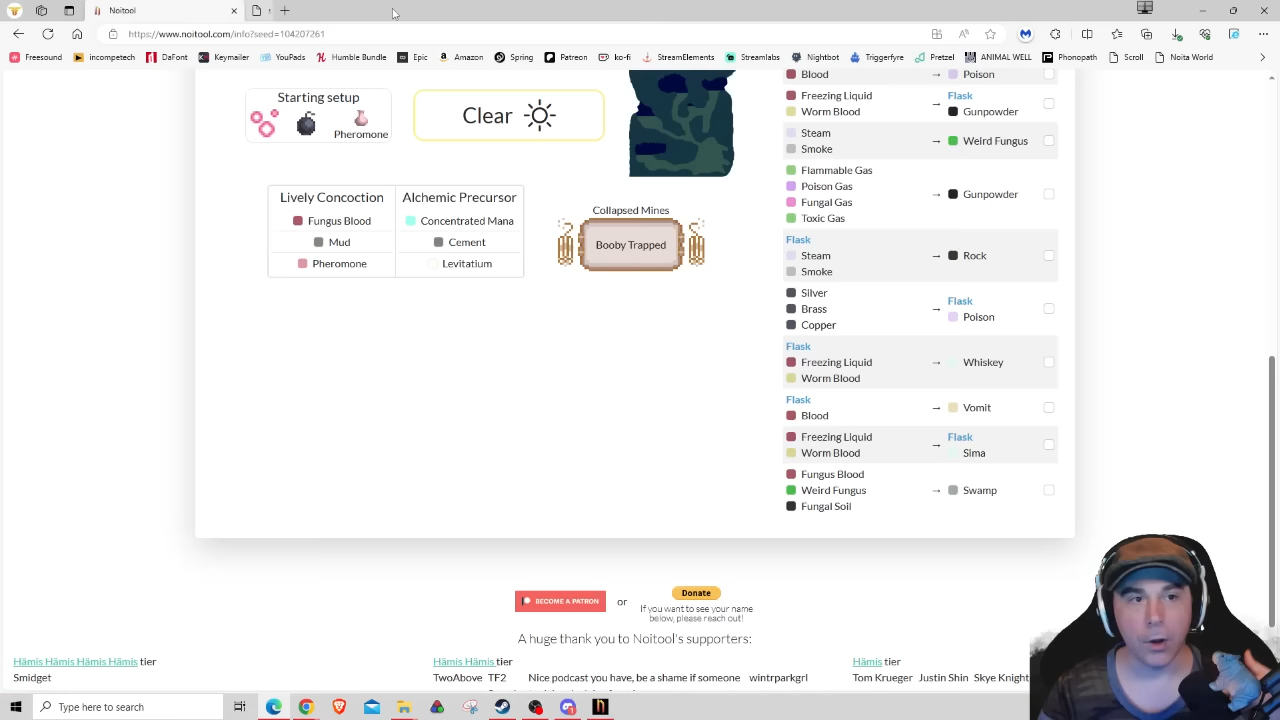 Noitool
https://www.noitool.com/info?seed=104207261
Freesound
incompetech
DaFont
Keymailer
YouTubers
Humble Bundle
Epic
Amazon
Spring
Patreon
ko-fi
StreamElements
Streamlabs
Nightbot
Triggerfyre
Pretzel
ANIMAL WELL
Phonopath
Scroll
Noita World
Starting setup
Pheromone
Clear
Lively Concoction
Alchemic Precursor
Fungus Blood
Concentrated Mana
Mud
Cement
Pheromone
Levitatium
Collapsed Mines
Booby Trapped
Blood → Poison
Freezing Liquid
Worm Blood
→
Flask
Gunpowder
Steam
Smoke
→ Weird Fungus
Flammable Gas
Poison Gas
Fungal Gas
Toxic Gas
→ Gunpowder
Flask
Steam
Smoke
→ Rock
Silver
Brass
Copper
→
Flask
Poison
Flask
Freezing Liquid
Worm Blood
→ Whiskey
Flask
Blood
→ Vomit
Freezing Liquid
Worm Blood
→
Flask
Sima
Fungus Blood
Weird Fungus
Fungal Soil
→ Swamp
BECOME A PATRON
or
Donate
If you want to see your name
below, please reach out!
A huge thank you to Noitool's supporters:
Hämis Hämis Hämis Hämis tier
Smidget
Hämis Hämis tier
TwoAbove TF2 Nice podcast you have, be a shame if someone wintrparkgrl
Hämis tier
Tom Krueger Justin Shin Skye Knight
Type here to search